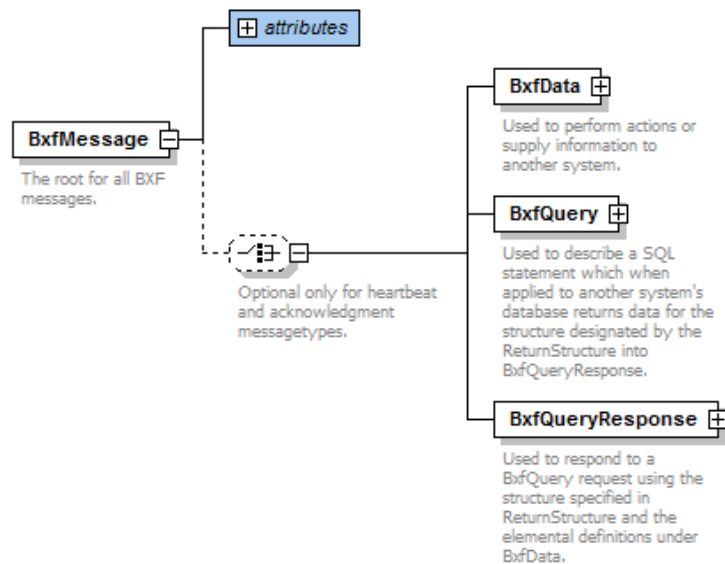 attributes
BxfMessage
The root for all BXF
messages.
Optional only for heartbeat
and acknowledgment
messagetypes.
BxfData
Used to perform actions or
supply information to
another system.
BxfQuery
Used to describe a SQL
statement which when
applied to another system's
database returns data for the
structure designated by the
ReturnStructure into
BxfQueryResponse.
BxfQueryResponse
Used to respond to a
BxfQuery request using the
structure specified in
ReturnStructure and the
elemental definitions under
BxfData.